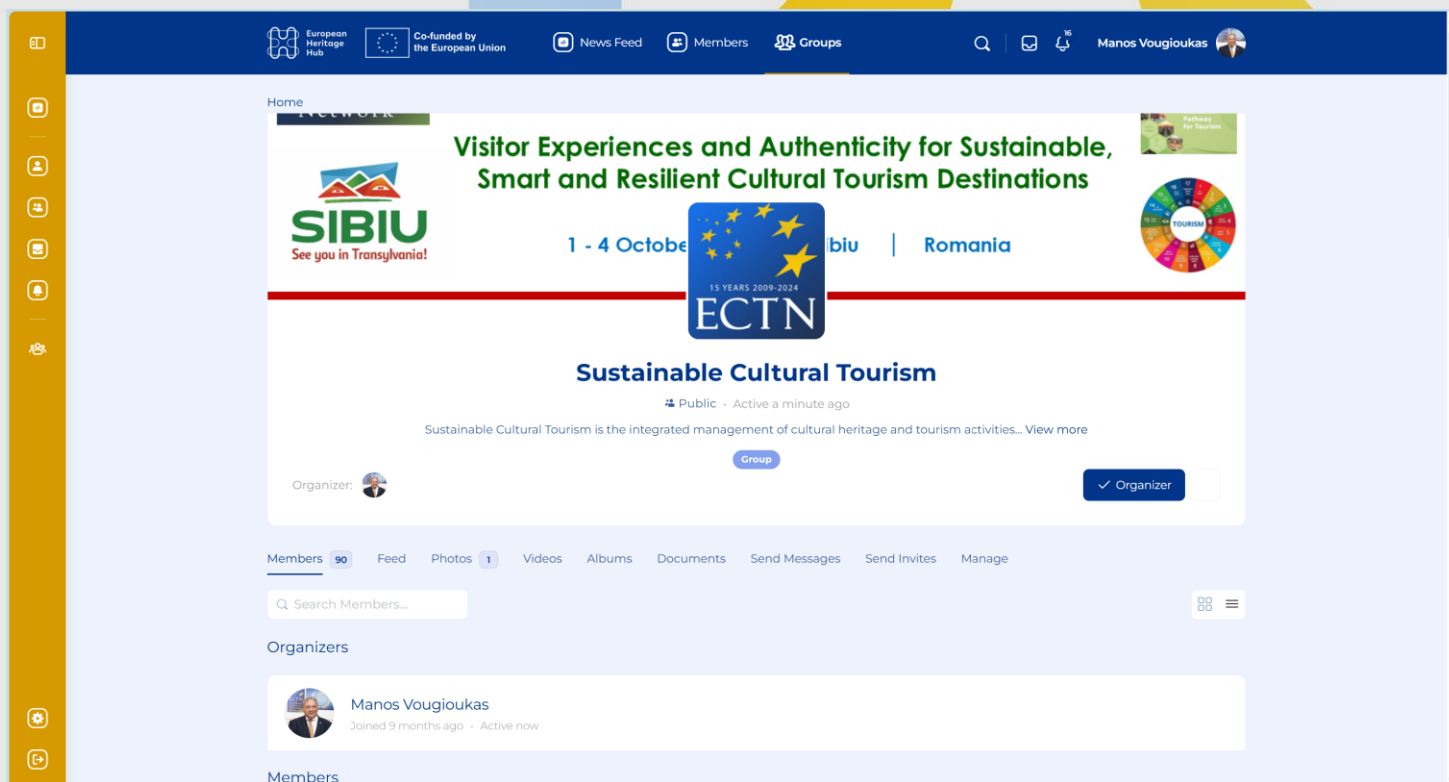 European
Heritage
Hub
Co-funded by
the European Union
News Feed
Members
Groups
16
Manos Vougioukas
Home
Network
Pathway
for Tourism
Visitor Experiences and Authenticity for Sustainable,
Smart and Resilient Cultural Tourism Destinations
SIBIU
See you in Transylvania!
1 - 4 Octobe
ibiu | Romania
TOURISM
15 YEARS 2009-2024
ECTN
Sustainable Cultural Tourism
Public • Active a minute ago
Sustainable Cultural Tourism is the integrated management of cultural heritage and tourism activities... View more
Group
Organizer:
Organizer
Members 90 Feed Photos 1 Videos Albums Documents Send Messages Send Invites Manage
Search Members...
Organizers
Manos Vougioukas
Joined 9 months ago • Active now
Members